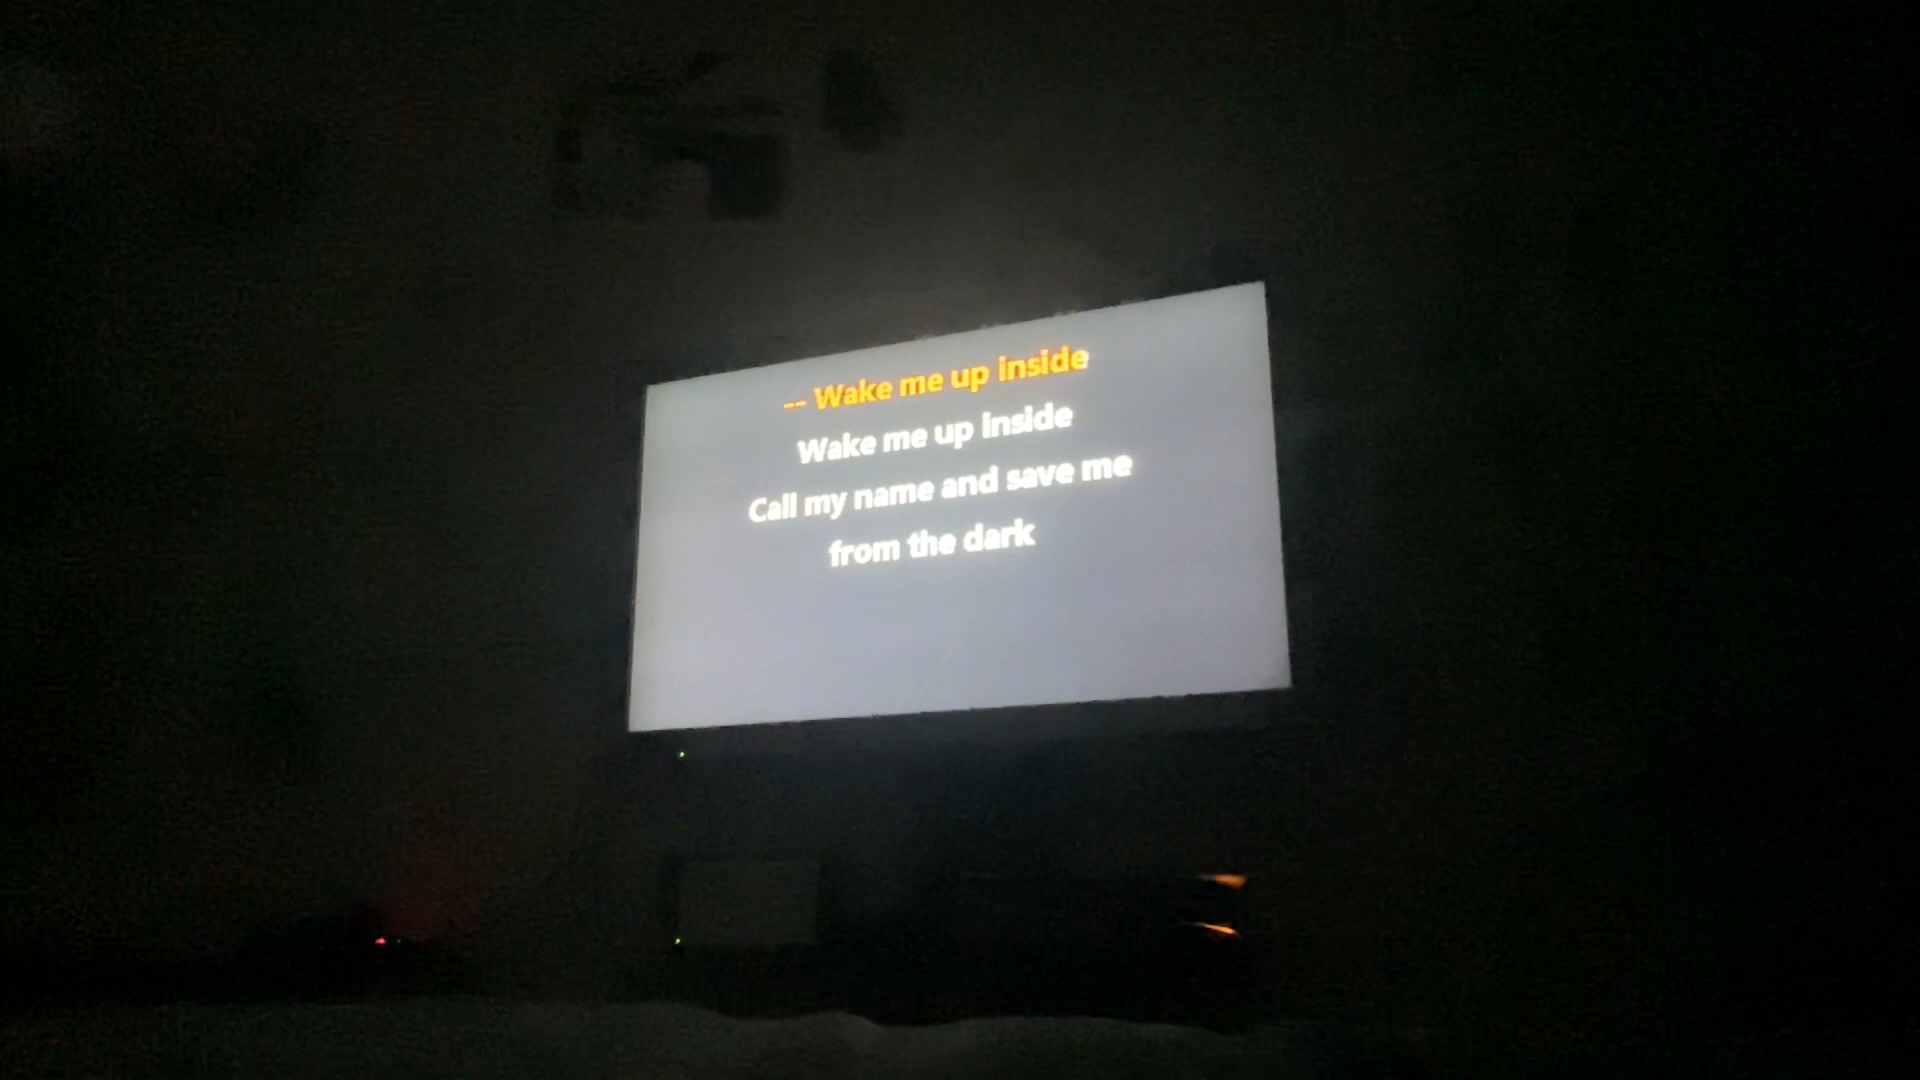 -- Wake me up inside
Wake me up inside
Call my name and save me
from the dark